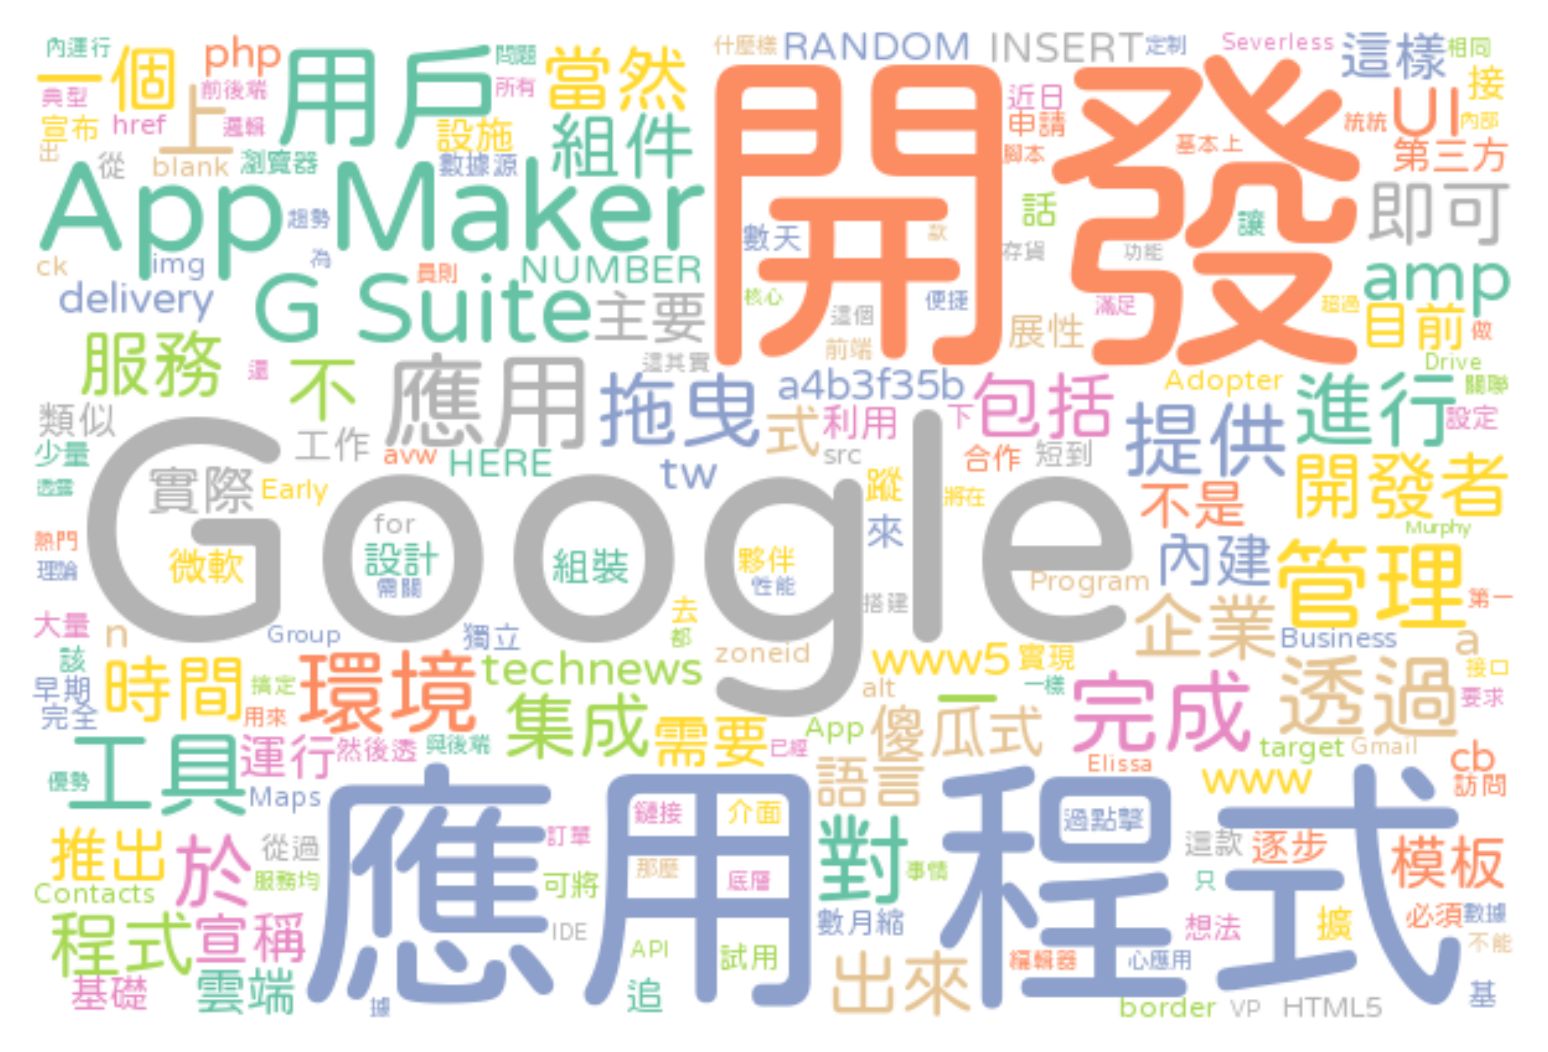 內運行
一個
php
用戶
問題
當然
什麼樣
RANDOM
INSERT
定制
Severless
這樣
相同
典型
前後端
所有
開發
近日
接
宣布
href
上
邏輯
設施
組件
申請
統統
UI
內部
出
從
blank
瀏覽器
數據源
腳本
基本上
第三方
App Maker
趨勢
話
讓
即可
數天
款
存貨
功能
ck
img
為
員則
NUMBER
amp
delivery
G Suite
主要
核心
這個
便捷
滿足
超過
展性
目前
做
服務
還
不
應用
這其實
前端
Drive
拖曳
a4b3f35b
包括
Adopter
進行
關聯
類似
工作
式
利用
下
提供
設定
少量
avw
HERE
tw
src
合作
短到
Google
實際
Early
蹤
將在
不是
開發者
透露
for
來
Murphy
熱門
微軟
設計
組裝
夥伴
內建
管理
理論
需關
性能
Program
搭建
第一
大量
n
Group
獨立
去
都
企業
Business
a
該
時間
搞定
環境
technews
zoneid
www5
實現
接口
早期
alt
一
一樣
完成
透過
要求
完全
用來
集成
需要
App
傻瓜式
工具
運行
然後透
與後端
已經
target
Gmail
Elissa
cb
優勢
Maps
應用程式
語言
www
訪問
鏈接
介面
過點擊
推出
於
從過
訂單
對
這款
逐步
模板
Contacts
服務均
可將
那麼
底層
事情
只
程式
宣稱
IDE
數月縮
想法
擴
必須
數據
API
試用
不能
基礎
雲端
據
追
出來
編輯器
心應用
基
border
VP
HTML5